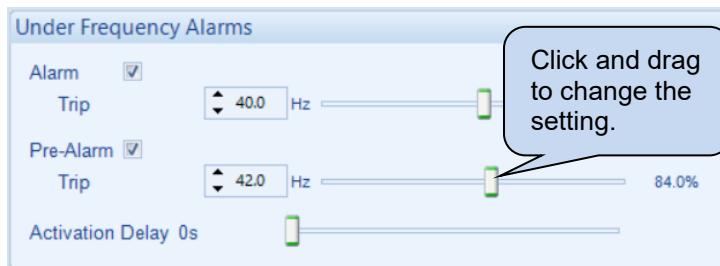 Under Frequency Alarms
Alarm
Trip 40.0 Hz
Click and drag
to change the
setting.
Pre-Alarm
Trip 42.0 Hz 84.0%
Activation Delay 0s